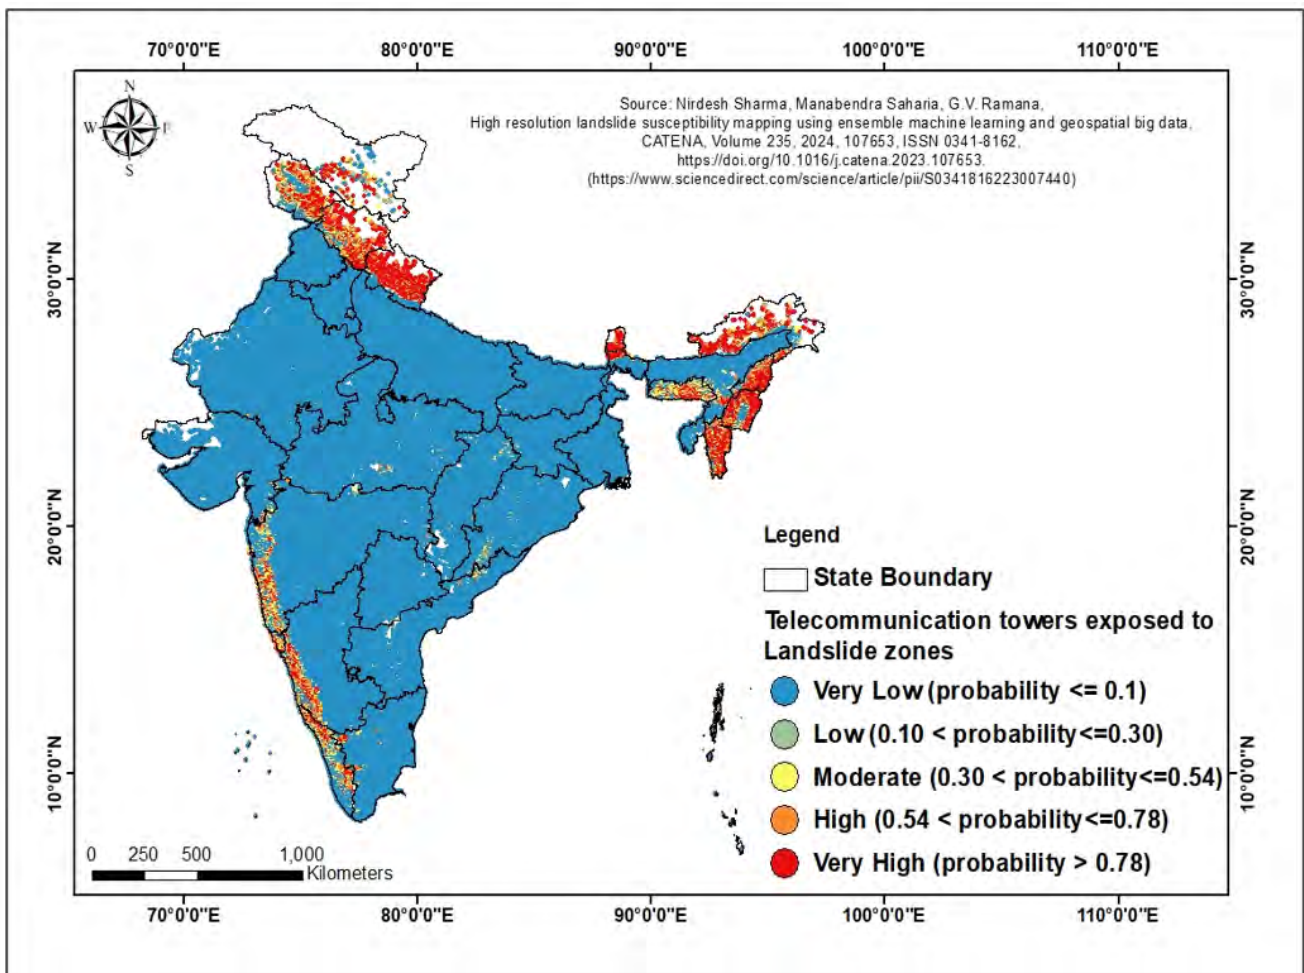 70°0'0"E 80°0'0"E 90°0'0"E 100°0'0"E 110°0'0"E
N
W E
S
Source: Nirdesh Sharma, Manabendra Saharia, G.V. Ramana,
High resolution landslide susceptibility mapping using ensemble machine learning and geospatial big data,
CATENA, Volume 235, 2024, 107653, ISSN 0341-8162,
https://doi.org/10.1016/j.catena.2023.107653.
(https://www.sciencedirect.com/science/article/pii/S0341816223007440)
30°0'0"N 30°0'0"N
20°0'0"N 20°0'0"N
10°0'0"N 10°0'0"N
Legend
State Boundary
Telecommunication towers exposed to
Landslide zones
Very Low (probability <= 0.1)
Low (0.10 < probability<=0.30)
Moderate (0.30 < probability<=0.54)
High (0.54 < probability<=0.78)
Very High (probability > 0.78)
0 250 500 1,000
Kilometers
70°0'0"E 80°0'0"E 90°0'0"E 100°0'0"E 110°0'0"E